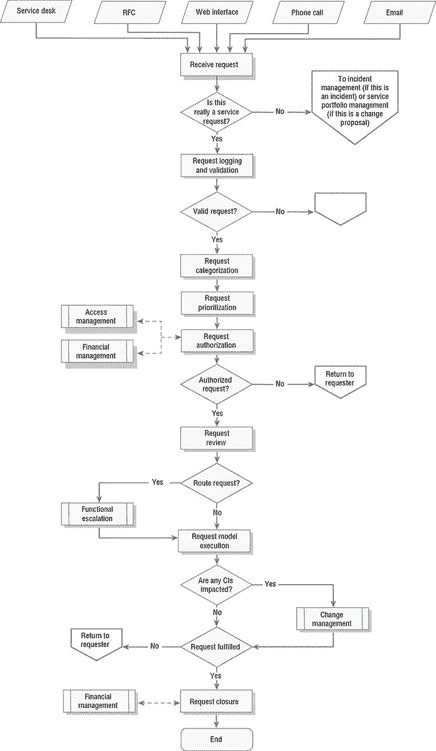 Service desk
RFC
Web interface
Phone call
Email
Receive request
Is this
really a service
request?
No
To incident
management (if this is
an incident) or service
portfolio management
(if this is a change
proposal)
Yes
Request logging
and validation
Valid request?
No
Yes
Request
categorization
Request
prioritization
Access
management
Request
authorization
Financial
management
Authorized
request?
No
Return to
requester
Yes
Request
review
Route request?
Yes
No
Functional
escalation
Request model
execution
Are any CIs
impacted?
Yes
No
Change
management
Return to
requester
No
Request fulfilled
Yes
Financial
management
Request closure
End